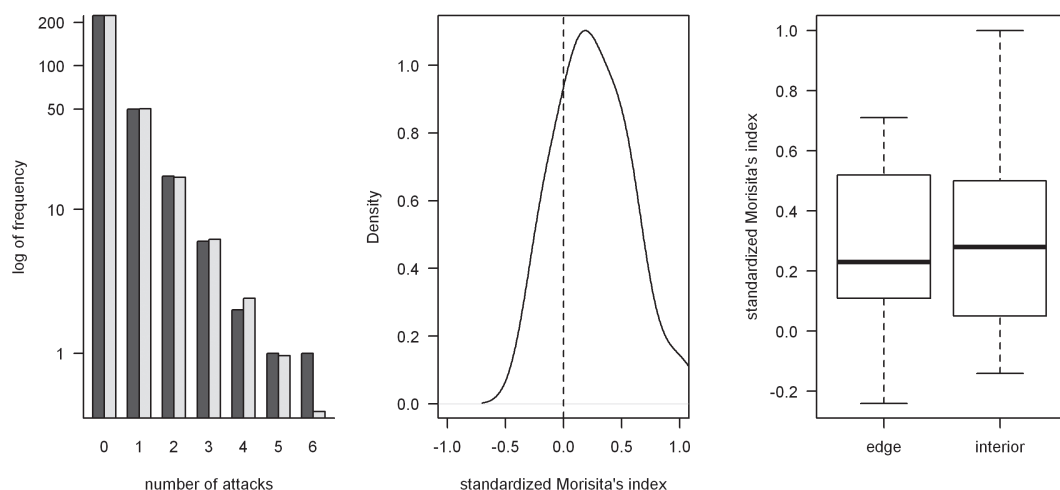 log of frequency
200
100
50
10
1
0 1 2 3 4 5 6
number of attacks
Density
1.0
0.8
0.6
0.4
0.2
0.0
-1.0 -0.5 0.0 0.5 1.0
standardized Morisita's index
standardized Morisita's index
1.0
0.8
0.6
0.4
0.2
0.0
-0.2
edge interior